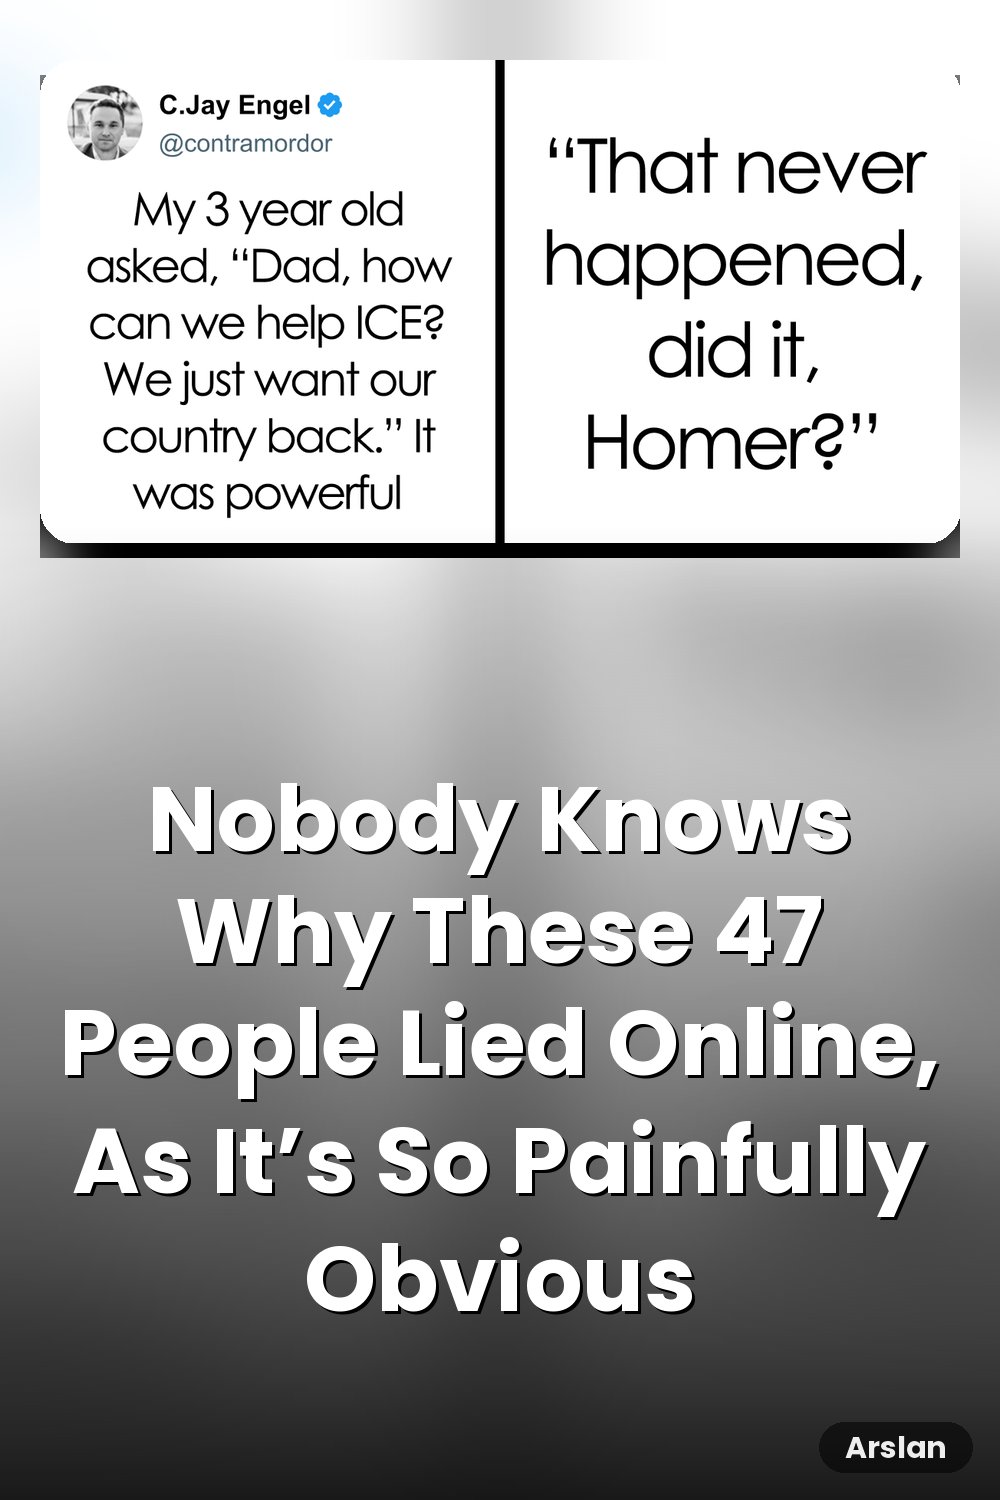 C.Jay Engel
@contramordor
My 3 year old
asked, “Dad, how
can we help ICE?
We just want our
country back.” It
was powerful
“That never
happened,
did it,
Homer?”
Nobody Knows
Why These 47
People Lied Online,
As It’s So Painfully
Obvious
Arslan